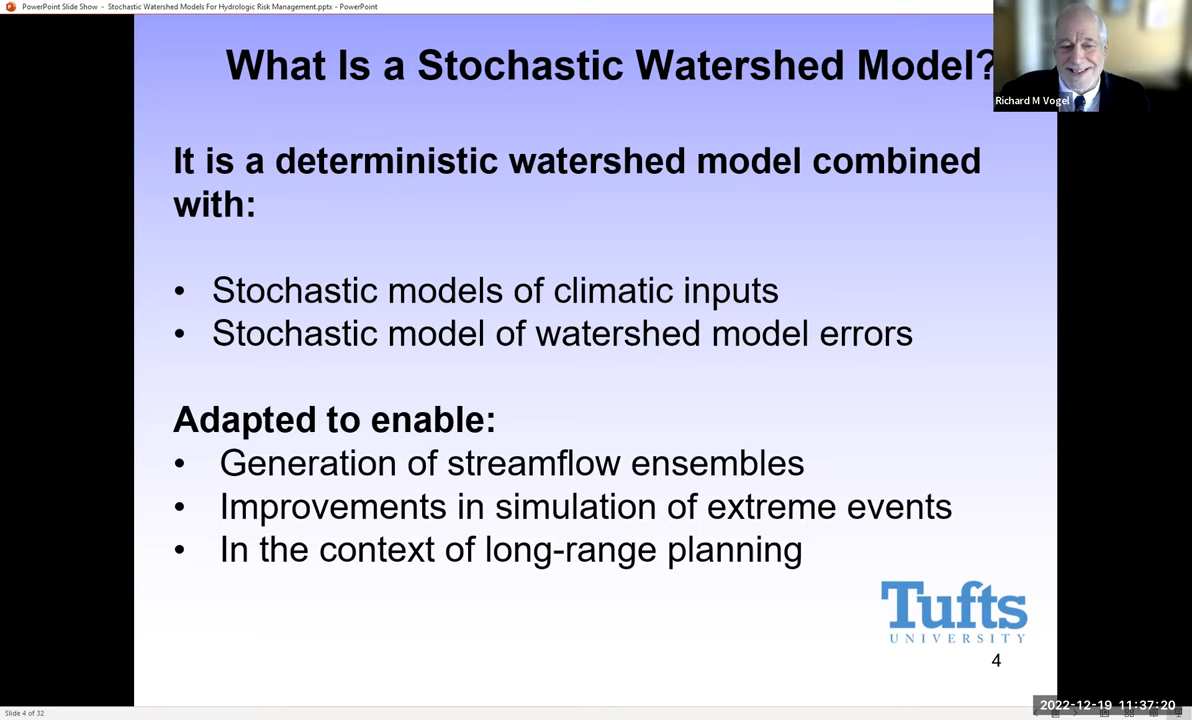 PowerPoint Slide Show - Stochastic Watershed Models For Hydrologic Risk Management.pptx - PowerPoint
What Is a Stochastic Watershed Model?
Richard M Vogel
It is a deterministic watershed model combined
with:
• Stochastic models of climatic inputs
• Stochastic model of watershed model errors
Adapted to enable:
• Generation of streamflow ensembles
• Improvements in simulation of extreme events
• In the context of long-range planning
Tufts
UNIVERSITY
4
2022-12-19 11:37:20
Slide 4 of 32